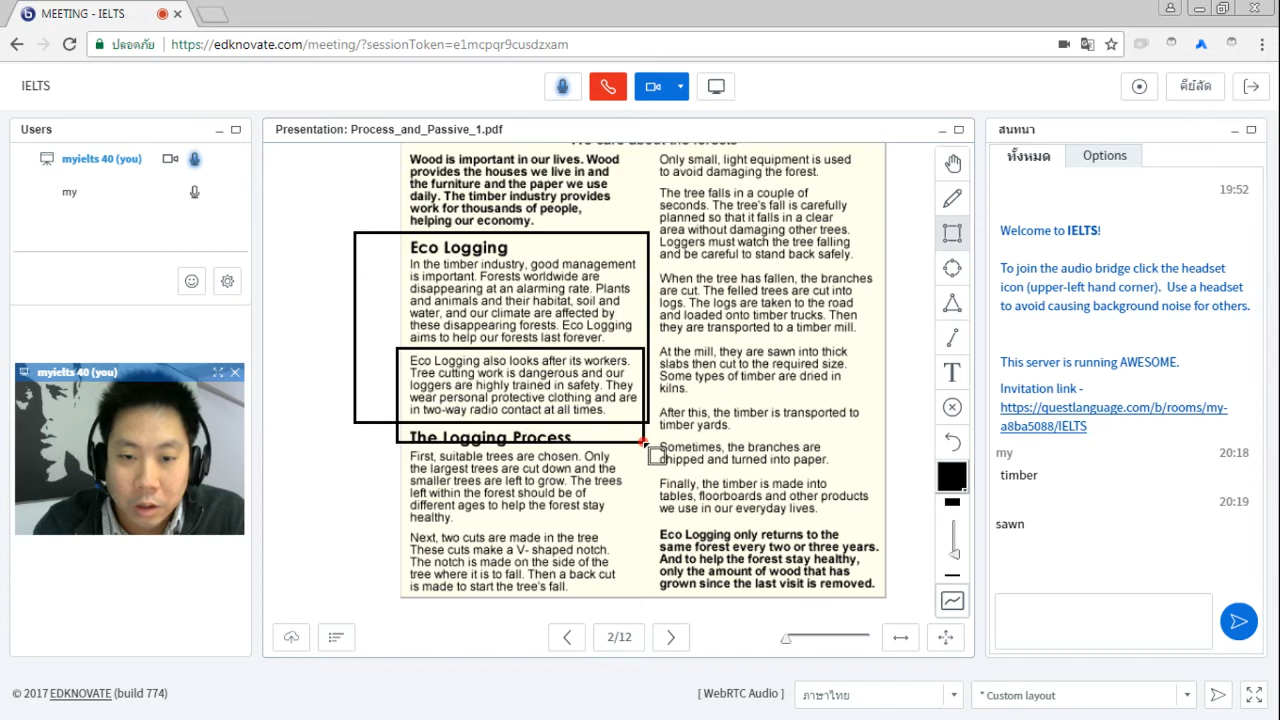 MEETING - IELTS
ปลอดภัย
https://edknovate.com/meeting/?sessionToken=e1mcpqr9cusdzxam
IELTS
คีย์ลัด
Users
myielts 40 (you)
my
myielts 40 (you)
Presentation: Process_and_Passive_1.pdf
We care about the forests
Wood is important in our lives. Wood
provides the houses we live in and
the furniture and the paper we use
daily. The timber industry provides
work for thousands of people,
helping our economy.
Eco Logging
In the timber industry, good management
is important. Forests worldwide are
disappearing at an alarming rate. Plants
and animals and their habitat, soil and
water, and our climate are affected by
these disappearing forests. Eco Logging
aims to help our forests last forever.
Eco Logging also looks after its workers.
Tree cutting work is dangerous and our
loggers are highly trained in safety. They
wear personal protective clothing and are
in two-way radio contact at all times.
The Logging Process
First, suitable trees are chosen. Only
the largest trees are cut down and the
smaller trees are left to grow. The trees
left within the forest should be of
different ages to help the forest stay
healthy.
Next, two cuts are made in the tree
These cuts make a V- shaped notch.
The notch is made on the side of the
tree where it is to fall. Then a back cut
is made to start the tree's fall.
Only small, light equipment is used
to avoid damaging the forest.
The tree falls in a couple of
seconds. The tree's fall is carefully
planned so that it falls in a clear
area without damaging other trees.
Loggers must watch the tree falling
and be careful to stand back safely.
When the tree has fallen, the branches
are cut. The felled trees are cut into
logs. The logs are taken to the road
and loaded onto timber trucks. Then
they are transported to a timber mill.
At the mill, they are sawn into thick
slabs then cut to the required size.
Some types of timber are dried in
kilns.
After this, the timber is transported to
timber yards.
Sometimes, the branches are
chipped and turned into paper.
Finally, the timber is made into
tables, floorboards and other products
we use in our everyday lives.
Eco Logging only returns to the
same forest every two or three years.
And to help the forest stay healthy,
only the amount of wood that has
grown since the last visit is removed.
T
2/12
สนทนา
ทั้งหมด
Options
19:52
Welcome to IELTS!
To join the audio bridge click the headset
icon (upper-left hand corner). Use a headset
to avoid causing background noise for others.
This server is running AWESOME.
Invitation link -
https://questlanguage.com/b/rooms/my-
a8ba5088/IELTS
my 20:18
timber
20:19
sawn
© 2017 EDKNOVATE (build 774)
[ WebRTC Audio ]
ภาษาไทย
* Custom layout